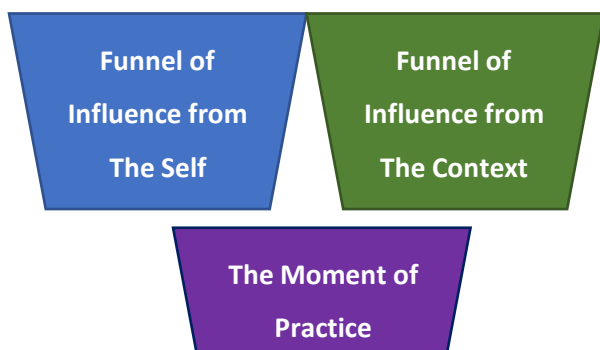 Funnel of
Influence from
The Self
Funnel of
Influence from
The Context
The Moment of
Practice